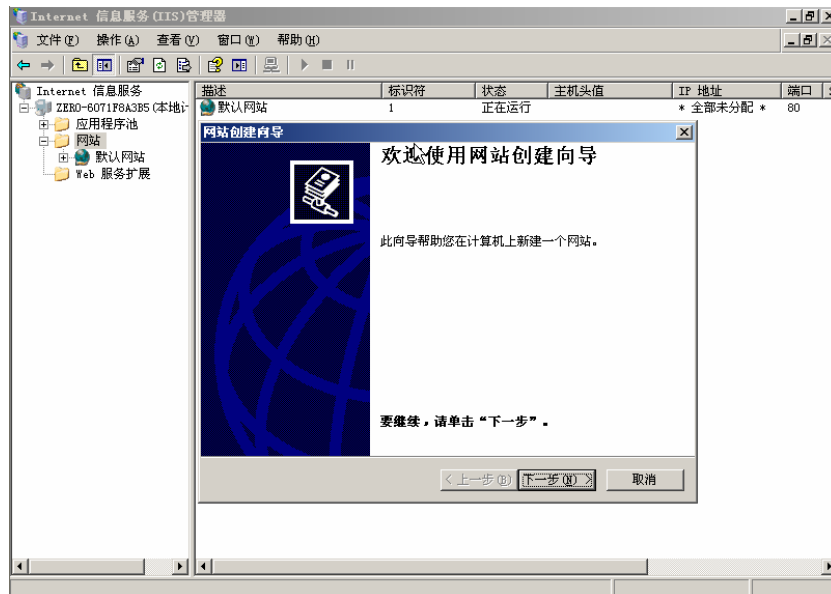 Internet 信息服务(IIS)管理器
文件(F) 操作(A) 查看(V) 窗口(W) 帮助(H)
Internet 信息服务
ZERO-6071F8A3B5(本地计
应用程序池
网站
默认网站
Web 服务扩展
描述 标识符 状态 主机头值 IP 地址 端口
默认网站 1 正在运行 * 全部未分配 * 80
网站创建向导
欢迎使用网站创建向导
此向导帮助您在计算机上新建一个网站。
要继续，请单击“下一步”。
< 上一步(B) 下一步(N) > 取消